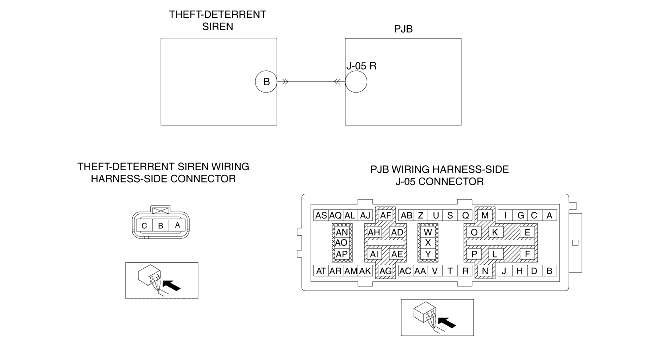 THEFT-DETERRENT
SIREN
PJB
J-05 R
B
THEFT-DETERRENT SIREN WIRING
HARNESS-SIDE CONNECTOR
PJB WIRING HARNESS-SIDE
J-05 CONNECTOR
C B A
AS AQ AL AJ AF AB Z U S Q M I G C A
AN AH AD W O K E
AO X
AP AI AE Y P L F
AT AR AM AK AG AC AA V T R N J H D B